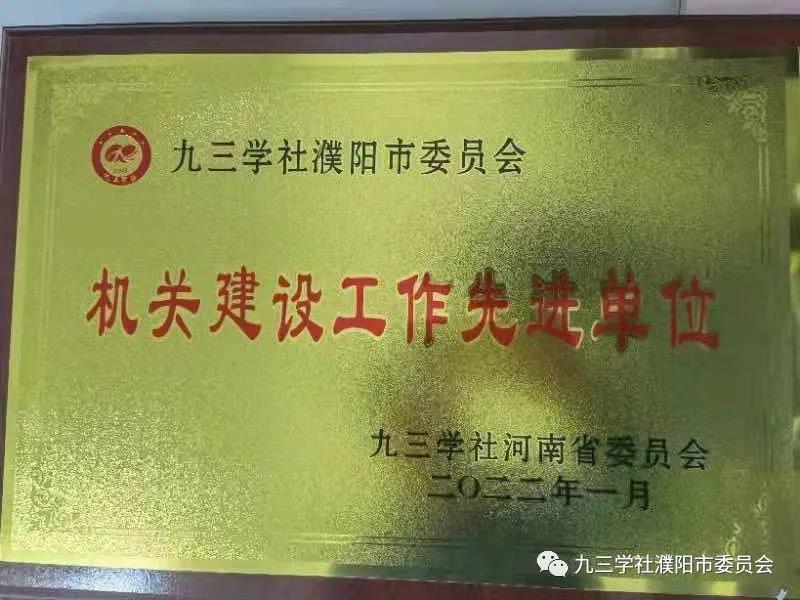 九三学社濮阳市委员会
机关建设工作先进单位
九三学社河南省委员会
二〇二二年一月
九三学社濮阳市委员会